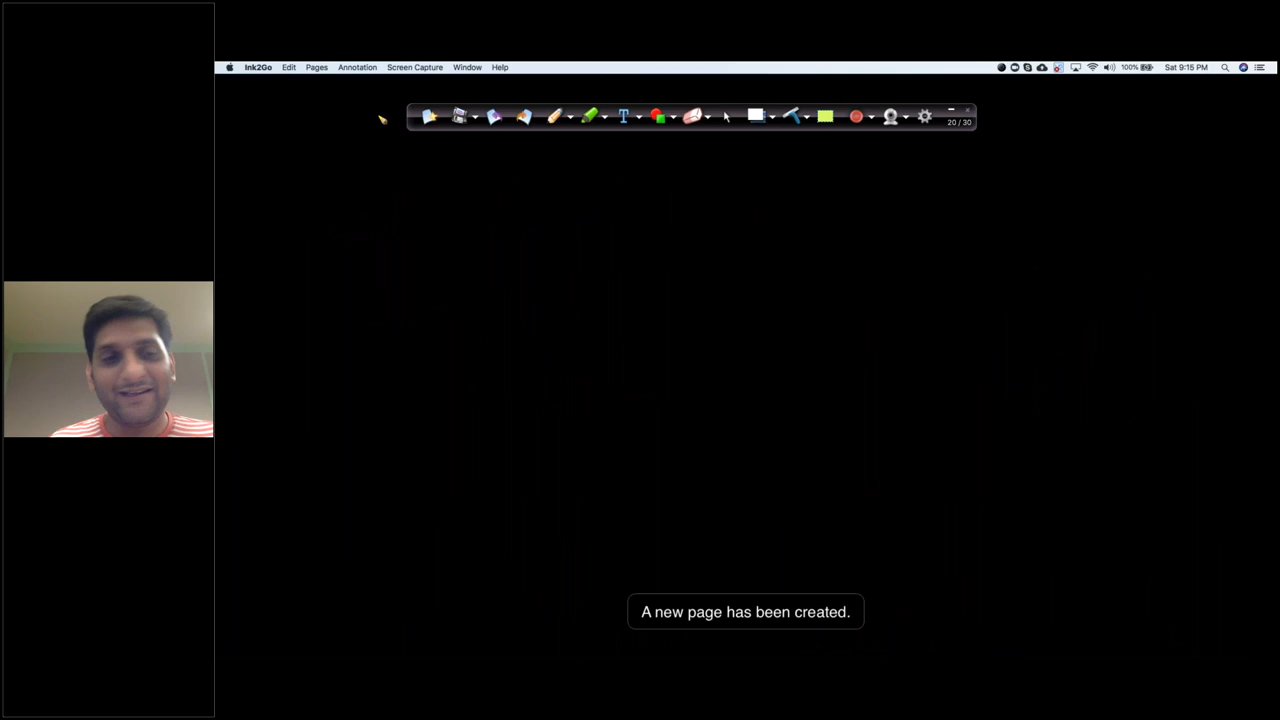 Ink2Go Edit Pages Annotation Screen Capture Window Help 100% Sat 9:15 PM
T
20 / 30
A new page has been created.